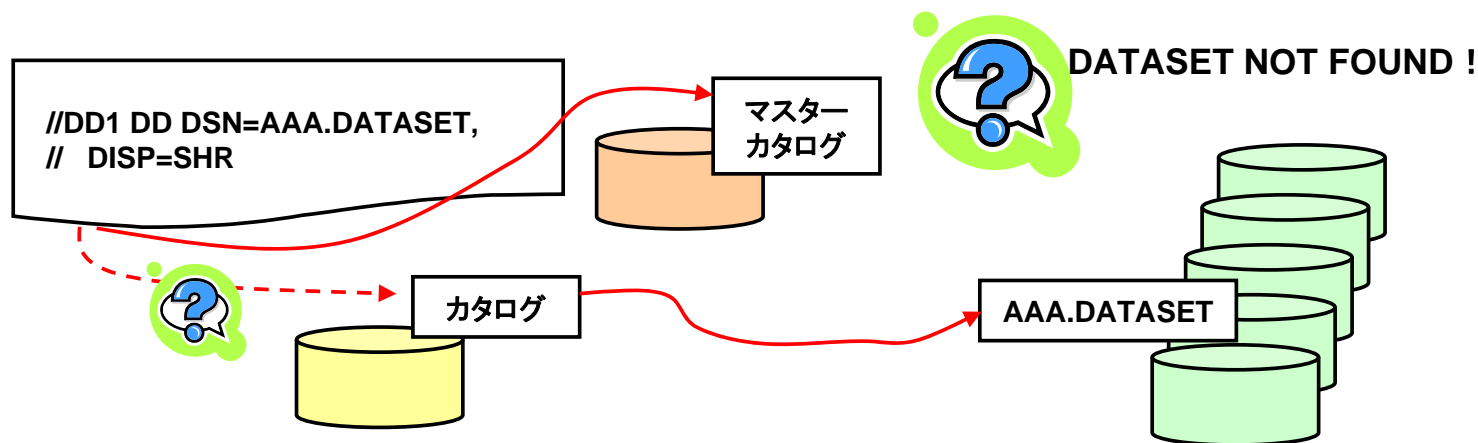 DATASET NOT FOUND !
//DD1 DD DSN=AAA.DATASET,
// DISP=SHR
マスター
カタログ
カタログ
AAA.DATASET